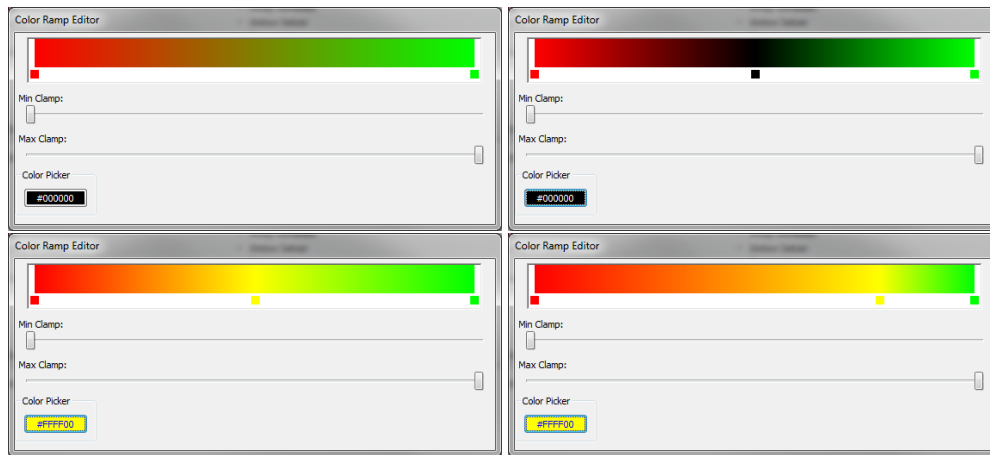 Color Ramp Editor
Min Clamp:
Max Clamp:
Color Picker
#000000
Color Ramp Editor
Min Clamp:
Max Clamp:
Color Picker
#000000
Color Ramp Editor
Min Clamp:
Max Clamp:
Color Picker
#FFFF00
Color Ramp Editor
Min Clamp:
Max Clamp:
Color Picker
#FFFF00